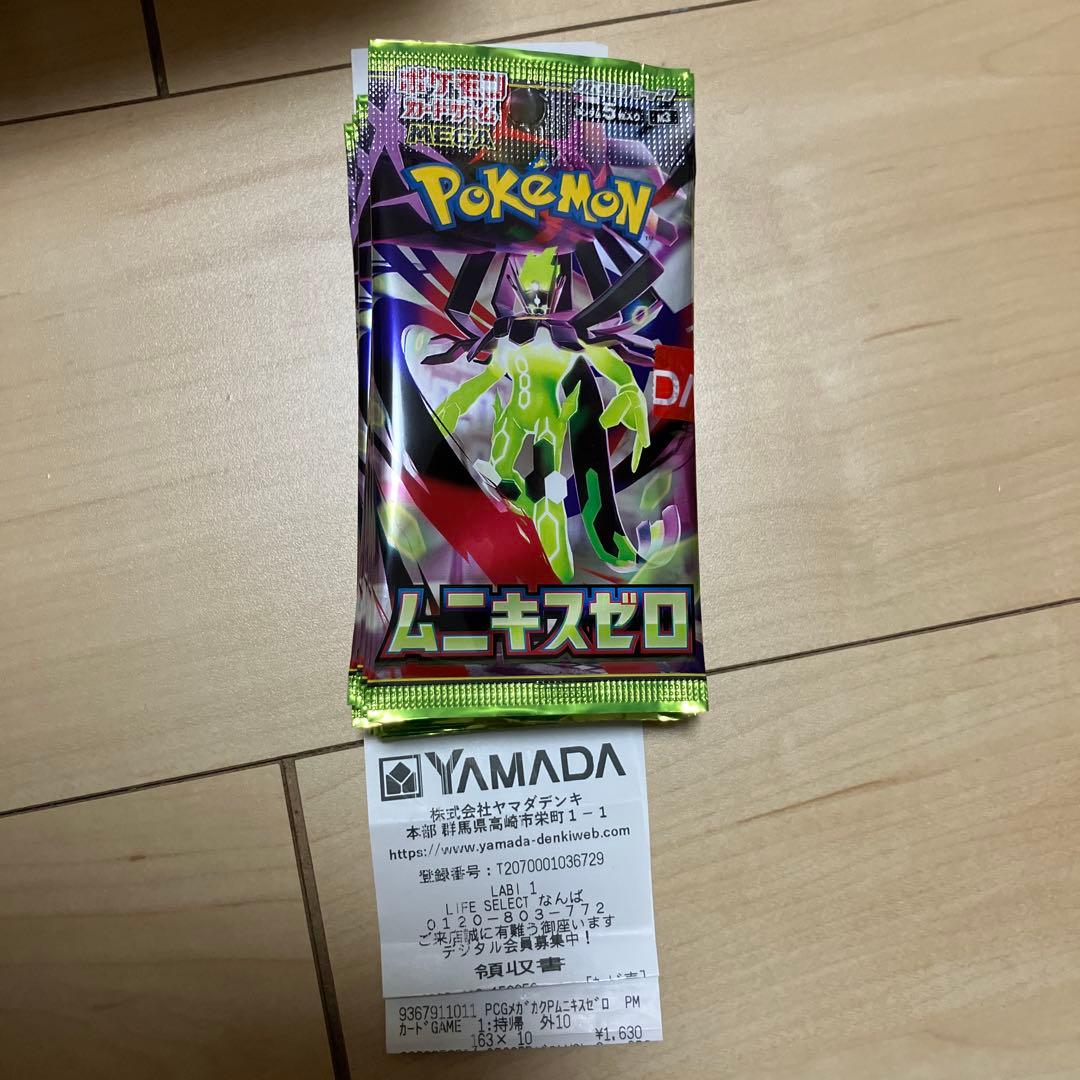 ポケモン
カードゲーム
MEGA
5
POKÉMON
TM
DA
ムニキスゼロ
YAMADA
株式会社ヤマダデンキ
本部 群馬県高崎市栄町1-1
https://www.yamada-denkiweb.com
登録番号:T2070001036729
LABI 1
LIFE SELECT なんば
0120-803-772
ご来店誠に有難う御座います
デジタル会員募集中!
領収書
9367911011 PCGメガカクPムニキスゼロ PM
カードGAME 1:持帰 外10
163× 10 ¥1,630